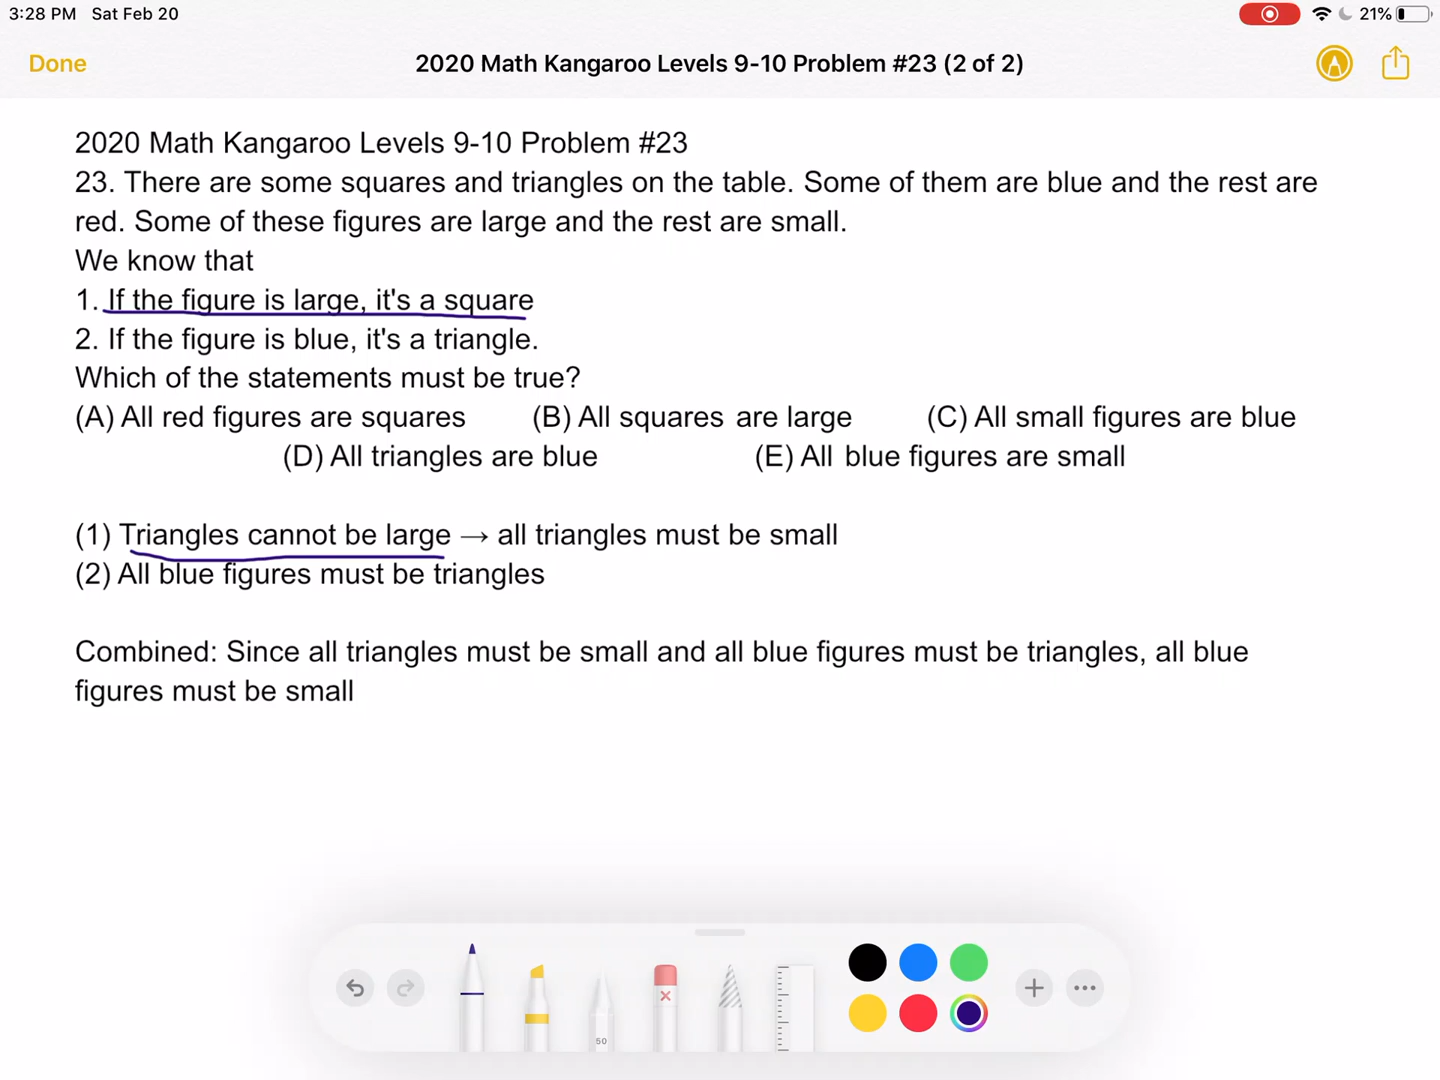 3:28 PM Sat Feb 20 21%
Done 2020 Math Kangaroo Levels 9-10 Problem #23 (2 of 2)
2020 Math Kangaroo Levels 9-10 Problem #23
23. There are some squares and triangles on the table. Some of them are blue and the rest are
red. Some of these figures are large and the rest are small.
We know that
1. If the figure is large, it's a square
2. If the figure is blue, it's a triangle.
Which of the statements must be true?
(A) All red figures are squares (B) All squares are large (C) All small figures are blue
(D) All triangles are blue (E) All blue figures are small
(1) Triangles cannot be large → all triangles must be small
(2) All blue figures must be triangles
Combined: Since all triangles must be small and all blue figures must be triangles, all blue
figures must be small
50